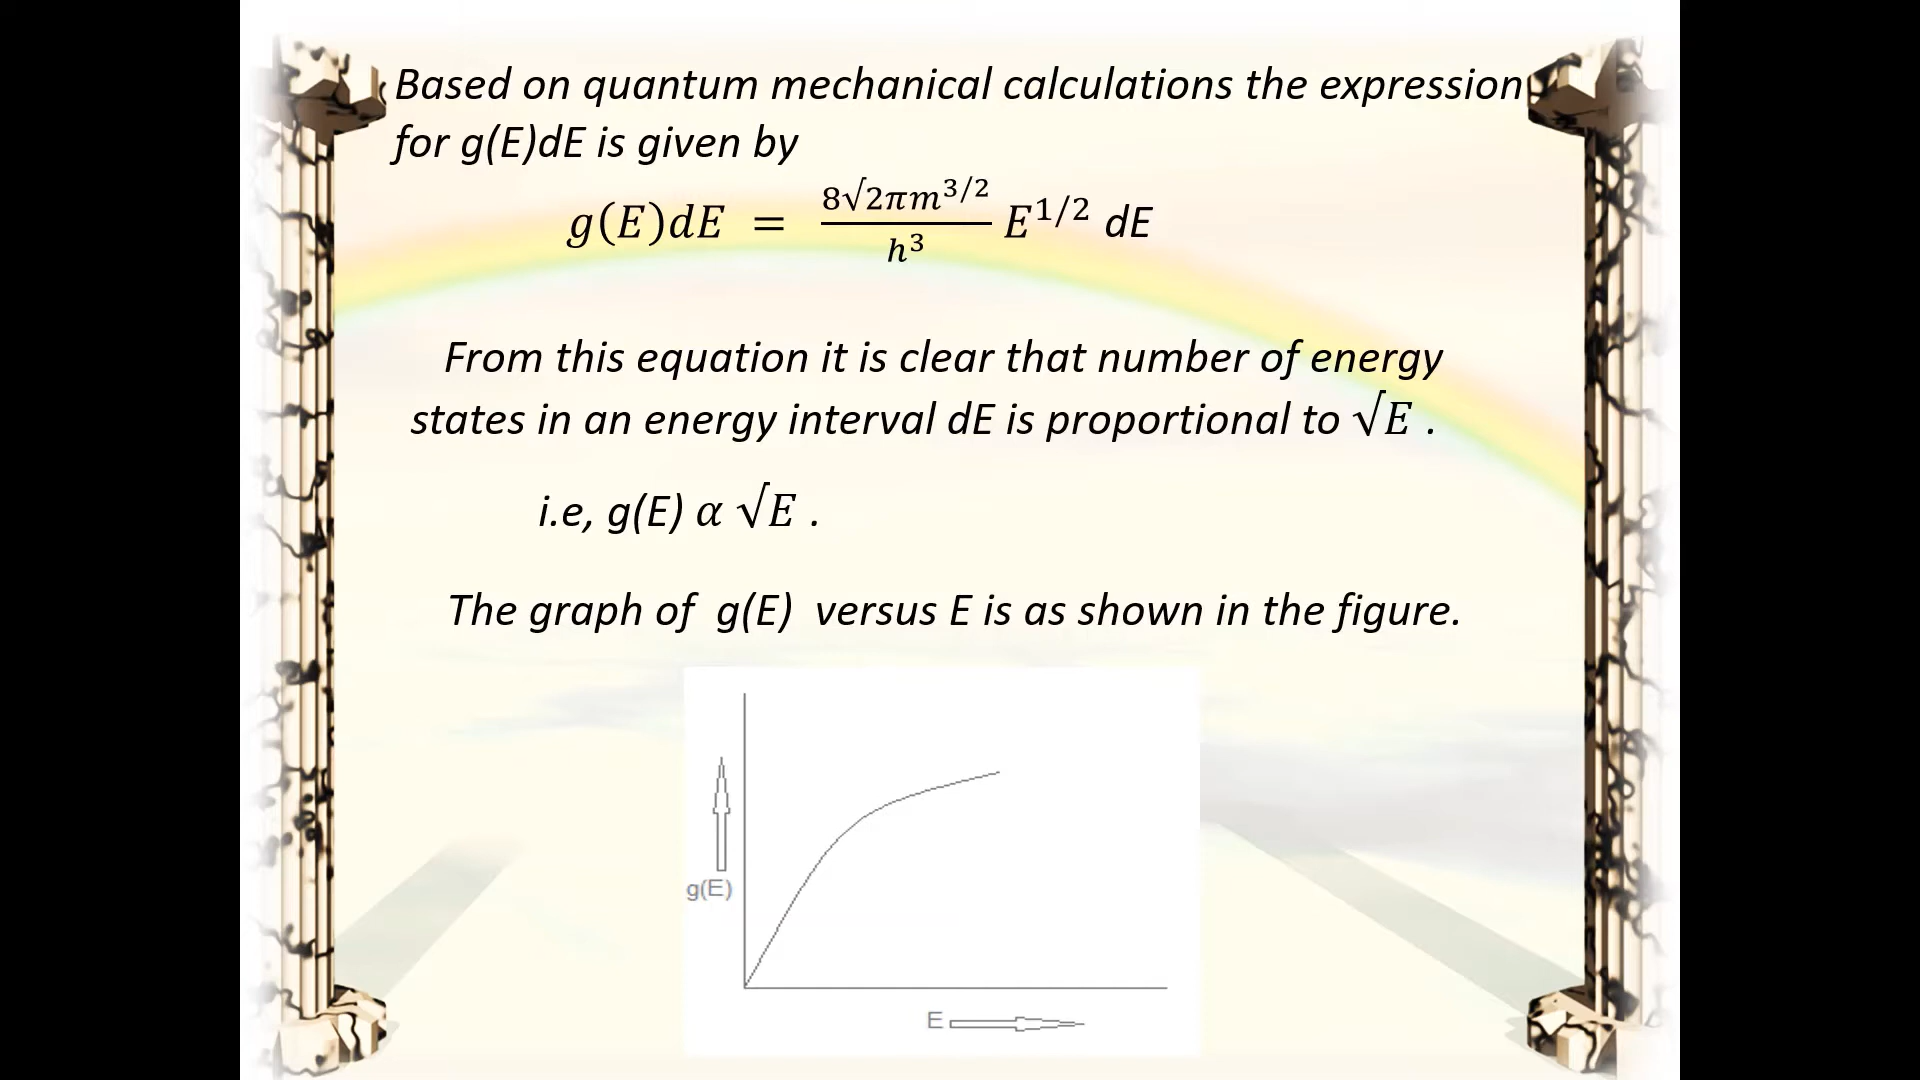 Based on quantum mechanical calculations the expression
for g(E)dE is given by
g(E)dE = 8√2πm^3/2 / h^3 E^1/2 dE
From this equation it is clear that number of energy
states in an energy interval dE is proportional to √E .
i.e, g(E) α √E .
The graph of g(E) versus E is as shown in the figure.
g(E)
E